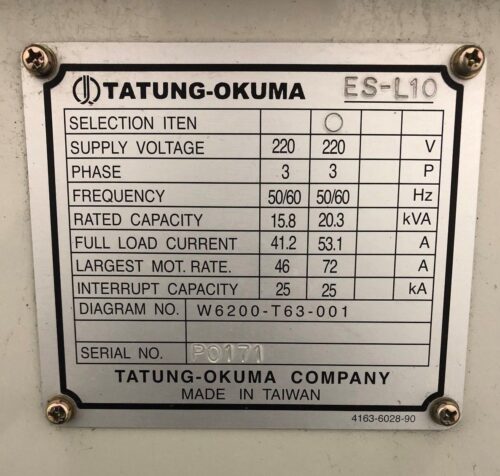 TATUNG-OKUMA ES-L10
SELECTION ITEN ○
SUPPLY VOLTAGE 220 220 V
PHASE 3 3 P
FREQUENCY 50/60 50/60 Hz
RATED CAPACITY 15.8 20.3 kVA
FULL LOAD CURRENT 41.2 53.1 A
LARGEST MOT. RATE. 46 72 A
INTERRUPT CAPACITY 25 25 kA
DIAGRAM NO. W6200-T63-001
SERIAL NO. P0171
TATUNG-OKUMA COMPANY
MADE IN TAIWAN
4163-6028-90